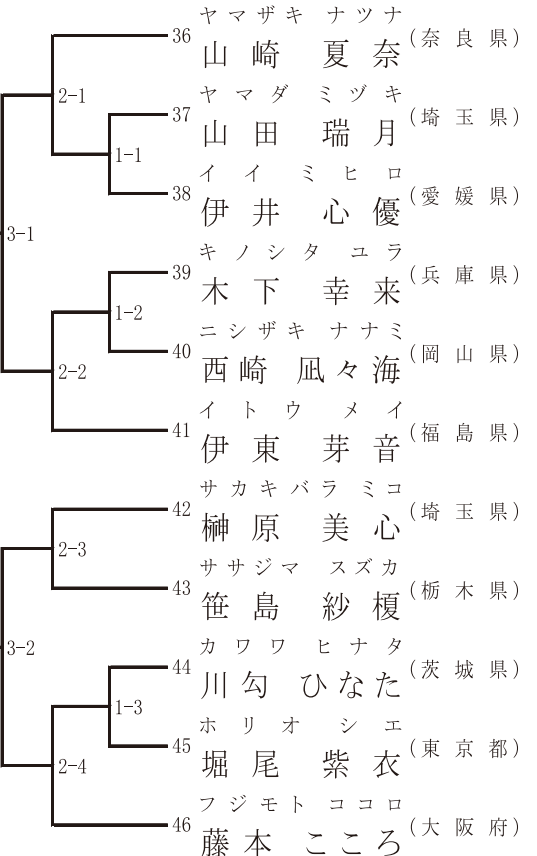 ヤマザキ ナツナ
36 山崎 夏奈 (奈良県)
2-1
ヤマダ ミヅキ
37 山田 瑞月 (埼玉県)
1-1
イイ ミヒロ
38 伊井 心優 (愛媛県)
3-1
キノシタ ユラ
39 木下 幸来 (兵庫県)
1-2
ニシザキ ナナミ
40 西崎 凪々海 (岡山県)
2-2
イトウ メイ
41 伊東 芽音 (福島県)
サカキバラ ミコ
42 榊原 美心 (埼玉県)
2-3
ササジマ スズカ
43 笹島 紗榎 (栃木県)
3-2
カワワ ヒナタ
44 川勾 ひなた (茨城県)
1-3
ホリオ シエ
45 堀尾 紫衣 (東京都)
2-4
フジモト ココロ
46 藤本 こころ (大阪府)